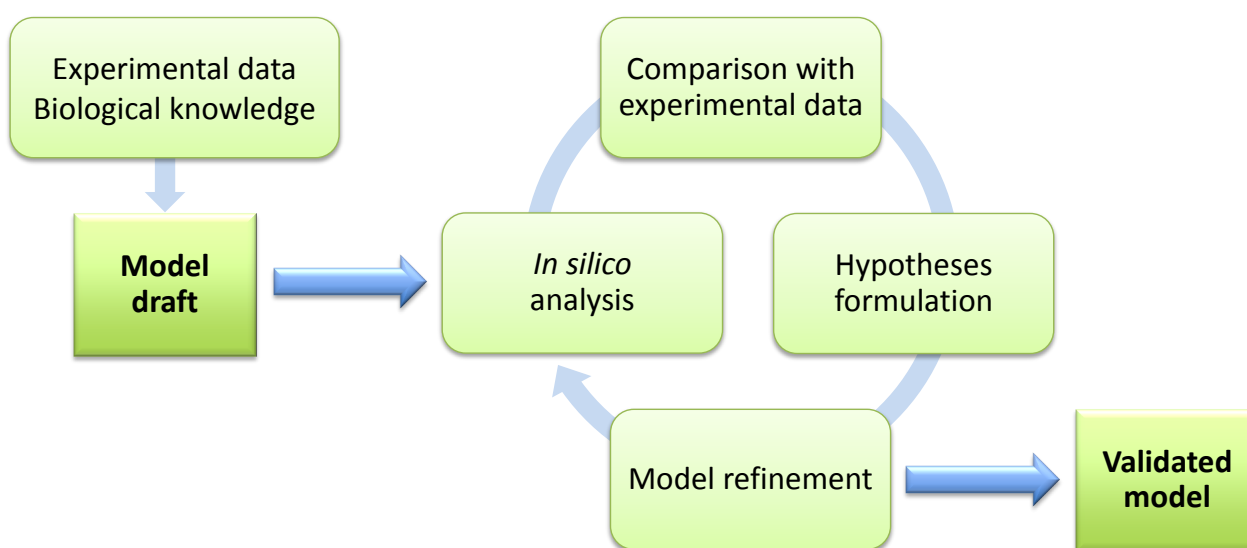 Experimental data
Biological knowledge
Model
draft
In silico
analysis
Comparison with
experimental data
Hypotheses
formulation
Model refinement
Validated
model